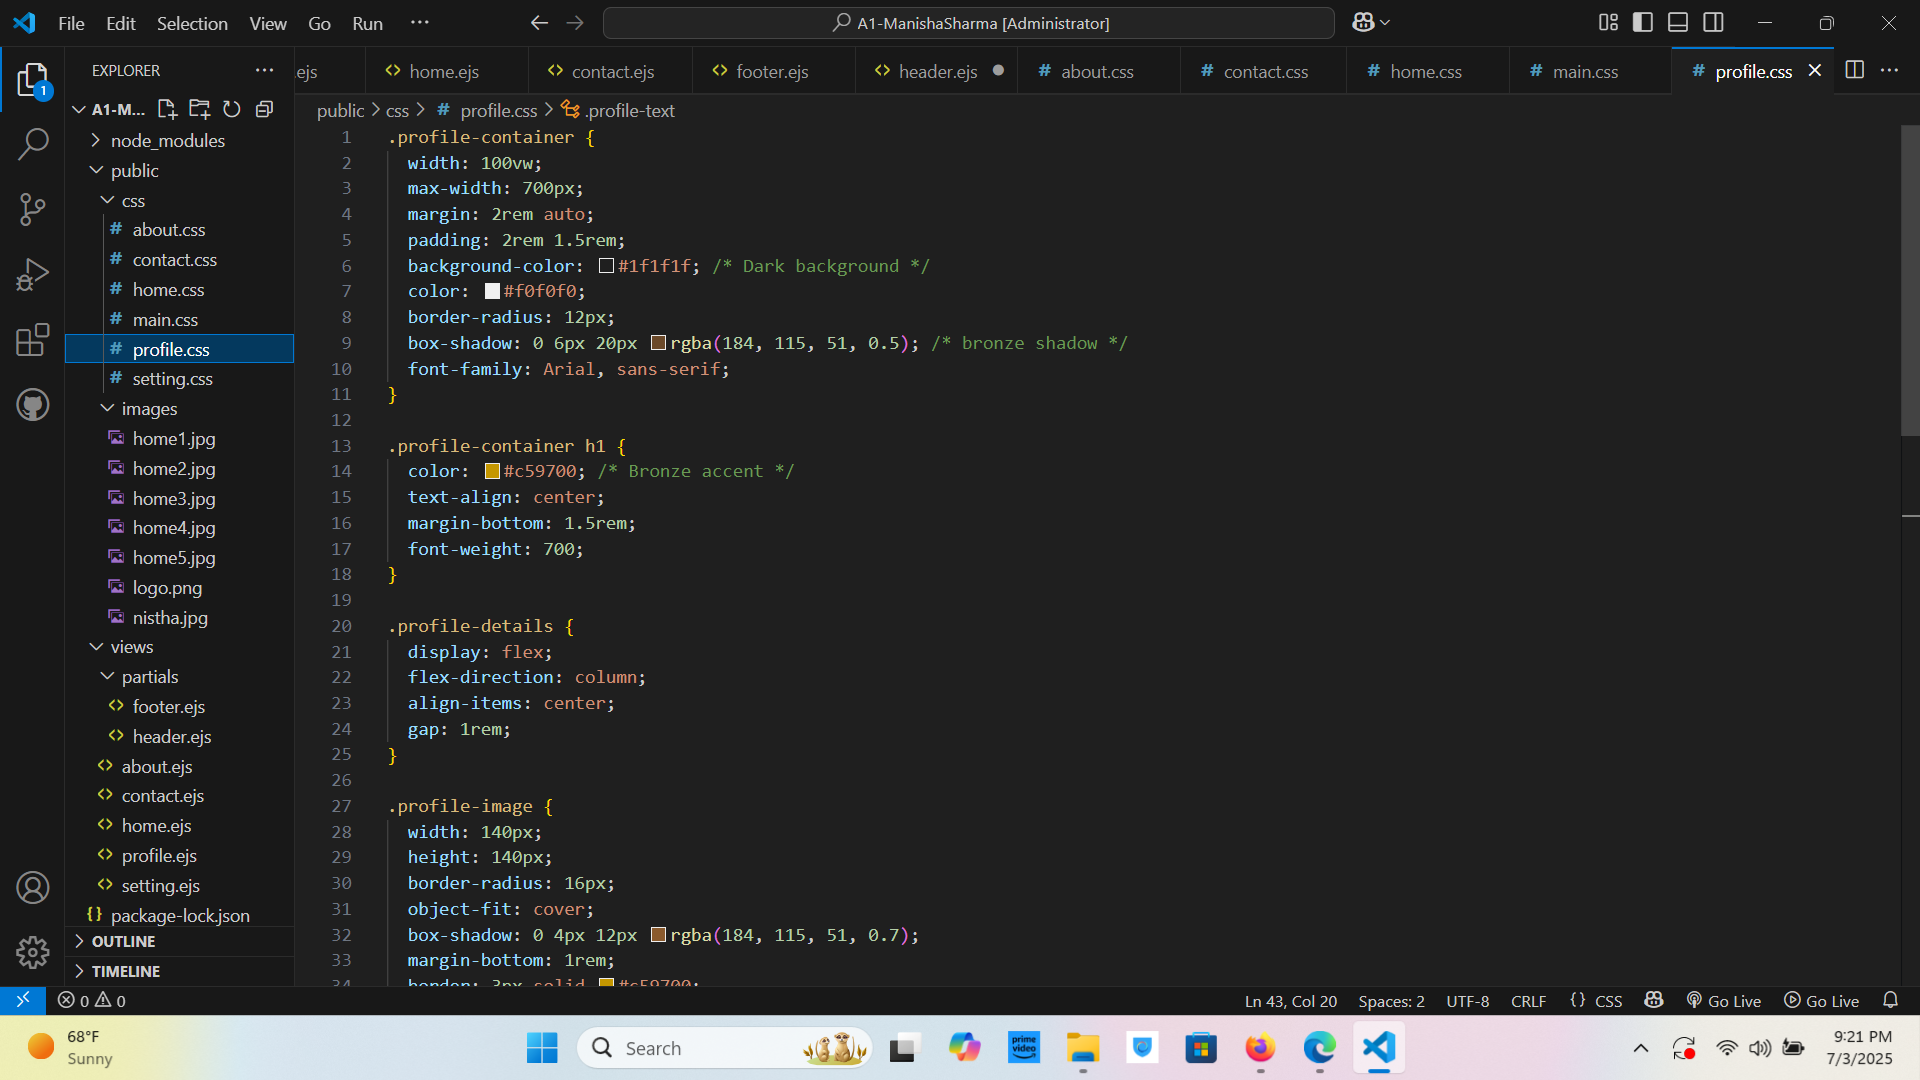 File Edit Selection View Go Run ···
A1-ManishaSharma [Administrator]
EXPLORER ···
.ejs
home.ejs
contact.ejs
footer.ejs
header.ejs
# about.css
# contact.css
# home.css
# main.css
# profile.css
A1-M...
node_modules
public
css
# about.css
# contact.css
# home.css
# main.css
# profile.css
# setting.css
images
home1.jpg
home2.jpg
home3.jpg
home4.jpg
home5.jpg
logo.png
nistha.jpg
views
partials
<> footer.ejs
<> header.ejs
<> about.ejs
<> contact.ejs
<> home.ejs
<> profile.ejs
<> setting.ejs
{} package-lock.json
OUTLINE
TIMELINE
public > css > # profile.css > .profile-text
1 .profile-container {
2 width: 100vw;
3 max-width: 700px;
4 margin: 2rem auto;
5 padding: 2rem 1.5rem;
6 background-color: #1f1f1f; /* Dark background */
7 color: #f0f0f0;
8 border-radius: 12px;
9 box-shadow: 0 6px 20px rgba(184, 115, 51, 0.5); /* bronze shadow */
10 font-family: Arial, sans-serif;
11 }
12
13 .profile-container h1 {
14 color: #c59700; /* Bronze accent */
15 text-align: center;
16 margin-bottom: 1.5rem;
17 font-weight: 700;
18 }
19
20 .profile-details {
21 display: flex;
22 flex-direction: column;
23 align-items: center;
24 gap: 1rem;
25 }
26
27 .profile-image {
28 width: 140px;
29 height: 140px;
30 border-radius: 16px;
31 object-fit: cover;
32 box-shadow: 0 4px 12px rgba(184, 115, 51, 0.7);
33 margin-bottom: 1rem;
34 border: 3px solid #c59700;
1
0 0
Ln 43, Col 20 Spaces: 2 UTF-8 CRLF {} CSS Go Live Go Live
68°F
Sunny
Search
prime video
9:21 PM
7/3/2025